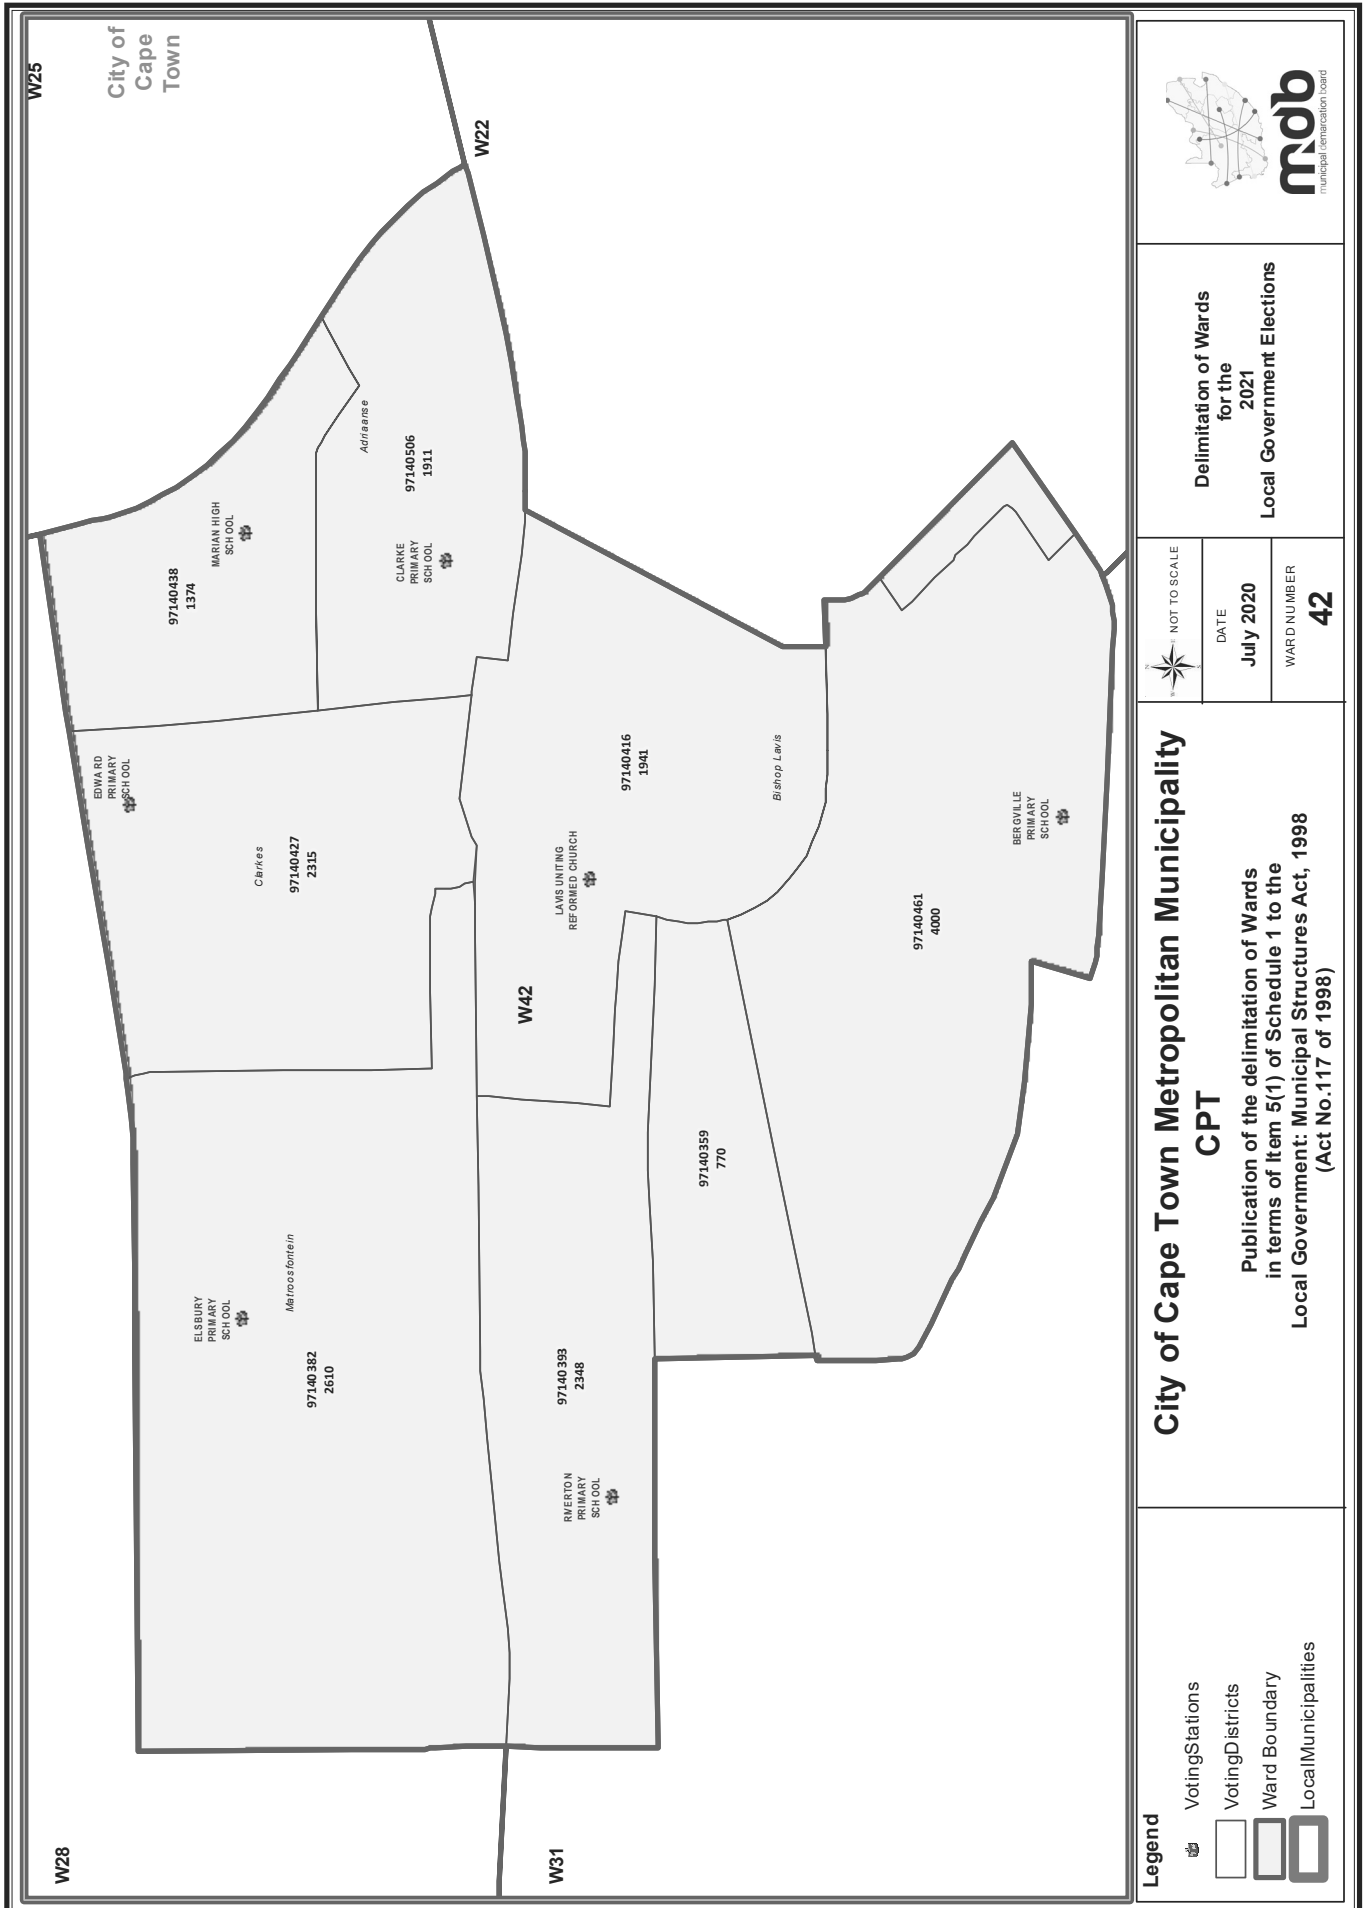 W28
W25
City of
Cape
Town
EDWARD
PRIMARY
SCHOOL
MARIAN HIGH
SCHOOL
97140438
1374
ELSBURY
PRIMARY
SCHOOL
Matroosfontein
97140382
2610
Clarkes
97140427
2315
Adriaanse
CLARKE
PRIMARY
SCHOOL
97140506
1911
W22
W31
W42
RIVERTON
PRIMARY
SCHOOL
97140393
2348
LAVIS UNITING
REFORMED CHURCH
97140416
1941
97140359
770
Bishop Lavis
97140461
4000
BERGVILLE
PRIMARY
SCHOOL
Legend
VotingStations
VotingDistricts
Ward Boundary
LocalMunicipalities
City of Cape Town Metropolitan Municipality
CPT
Publication of the delimitation of Wards
in terms of Item 5(1) of Schedule 1 to the
Local Government: Municipal Structures Act, 1998
(Act No.117 of 1998)
N
E
S
W
NOT TO SCALE
DATE
July 2020
WARD NUMBER
42
Delimitation of Wards
for the
2021
Local Government Elections
mdb
municipal demarcation board